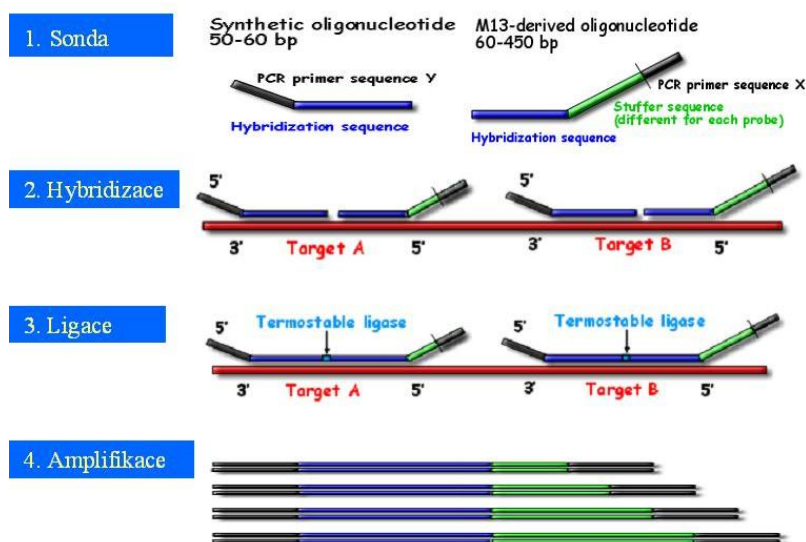 1. Sonda
Synthetic oligonucleotide
50-60 bp
PCR primer sequence Y
Hybridization sequence
M13-derived oligonucleotide
60-450 bp
PCR primer sequence X
Stuffer sequence
(different for each probe)
Hybridization sequence
2. Hybridizace
5'
3'
Target A
5'
5'
3'
Target B
5'
3. Ligace
5'
Termostable ligase
3'
Target A
5'
5'
Termostable ligase
3'
Target B
5'
4. Amplifikace